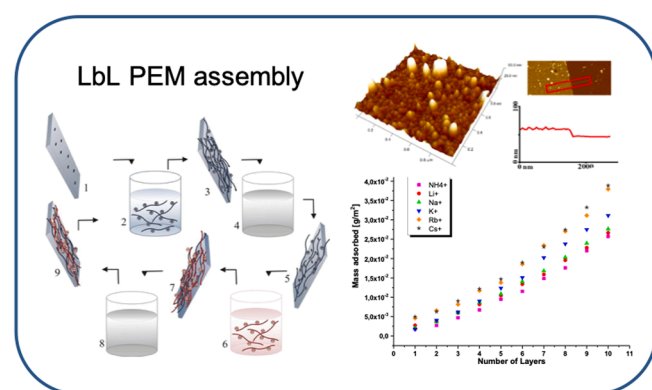 LbL PEM assembly
1
2
3
4
5
6
7
8
9
100
0 nm
0 nm
2000
NH4+
Li+
Na+
K+
Rb+
Cs+
Mass adsorbed [g/m²]
4,0x10⁻²
3,5x10⁻²
3,0x10⁻²
2,5x10⁻²
2,0x10⁻²
1,5x10⁻²
1,0x10⁻²
5,0x10⁻³
0,0
0 1 2 3 4 5 6 7 8 9 10 11
Number of Layers